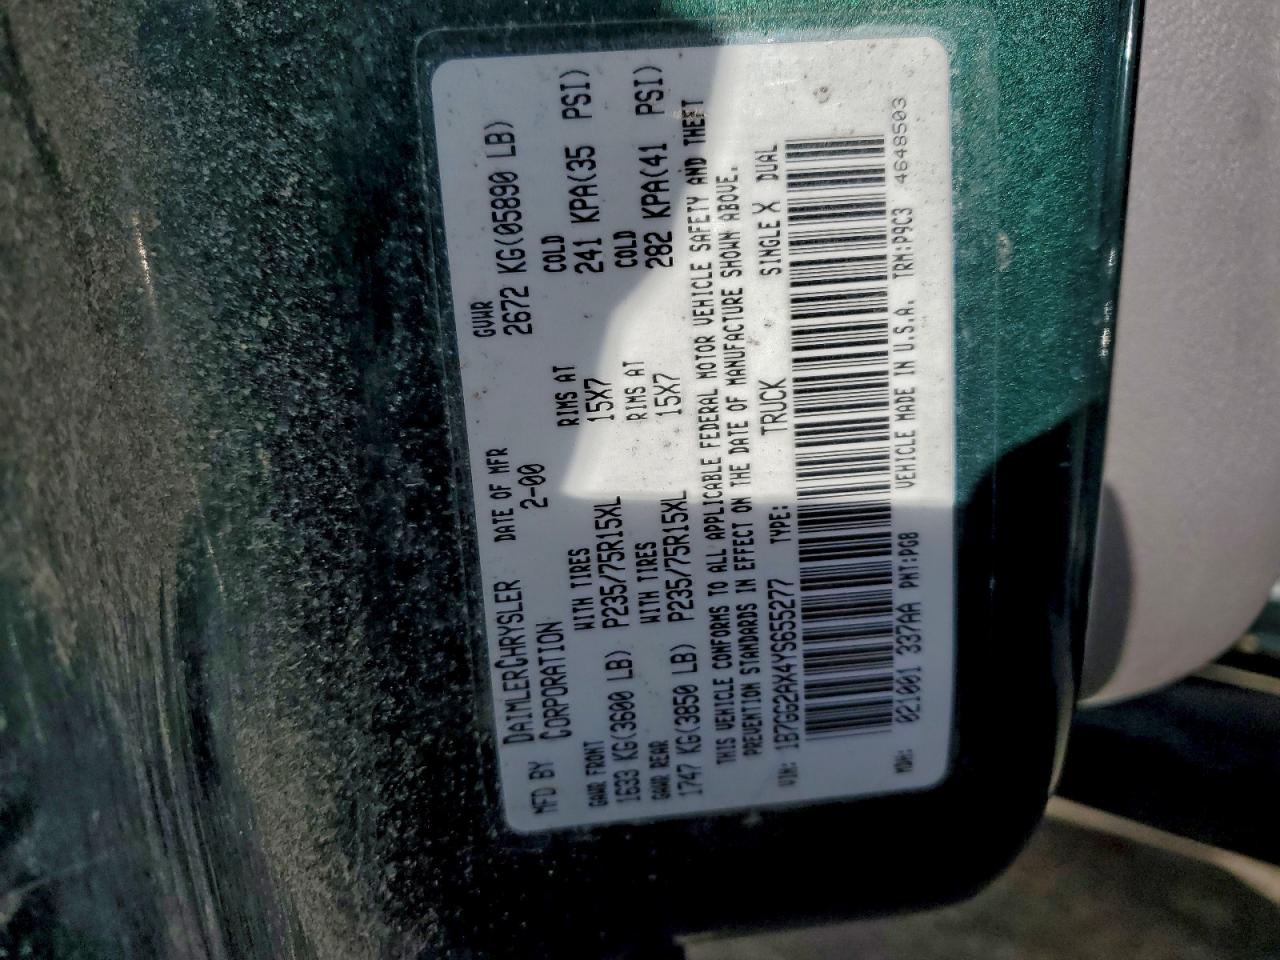 MFD BY DAIMLERCHRYSLER CORPORATION DATE OF MFR 2-00 GVWR 2672 KG(05890 LB)
GAWR FRONT WITH TIRES RIMS AT COLD
1633 KG(3600 LB) P235/75R15XL 15X7 241 KPA(35 PSI)
GAWR REAR WITH TIRES RIMS AT COLD
1747 KG(3850 LB) P235/75R15XL 15X7 282 KPA(41 PSI)
THIS VEHICLE CONFORMS TO ALL APPLICABLE FEDERAL MOTOR VEHICLE SAFETY AND THEFT
PREVENTION STANDARDS IN EFFECT ON THE DATE OF MANUFACTURE SHOWN ABOVE.
VIN: 1B7GG2AX4YS655277 TYPE: TRUCK SINGLE X DUAL
MDH: 021001 337AA PNT:PG8 VEHICLE MADE IN U.S.A. TRM:P9C3 4648503